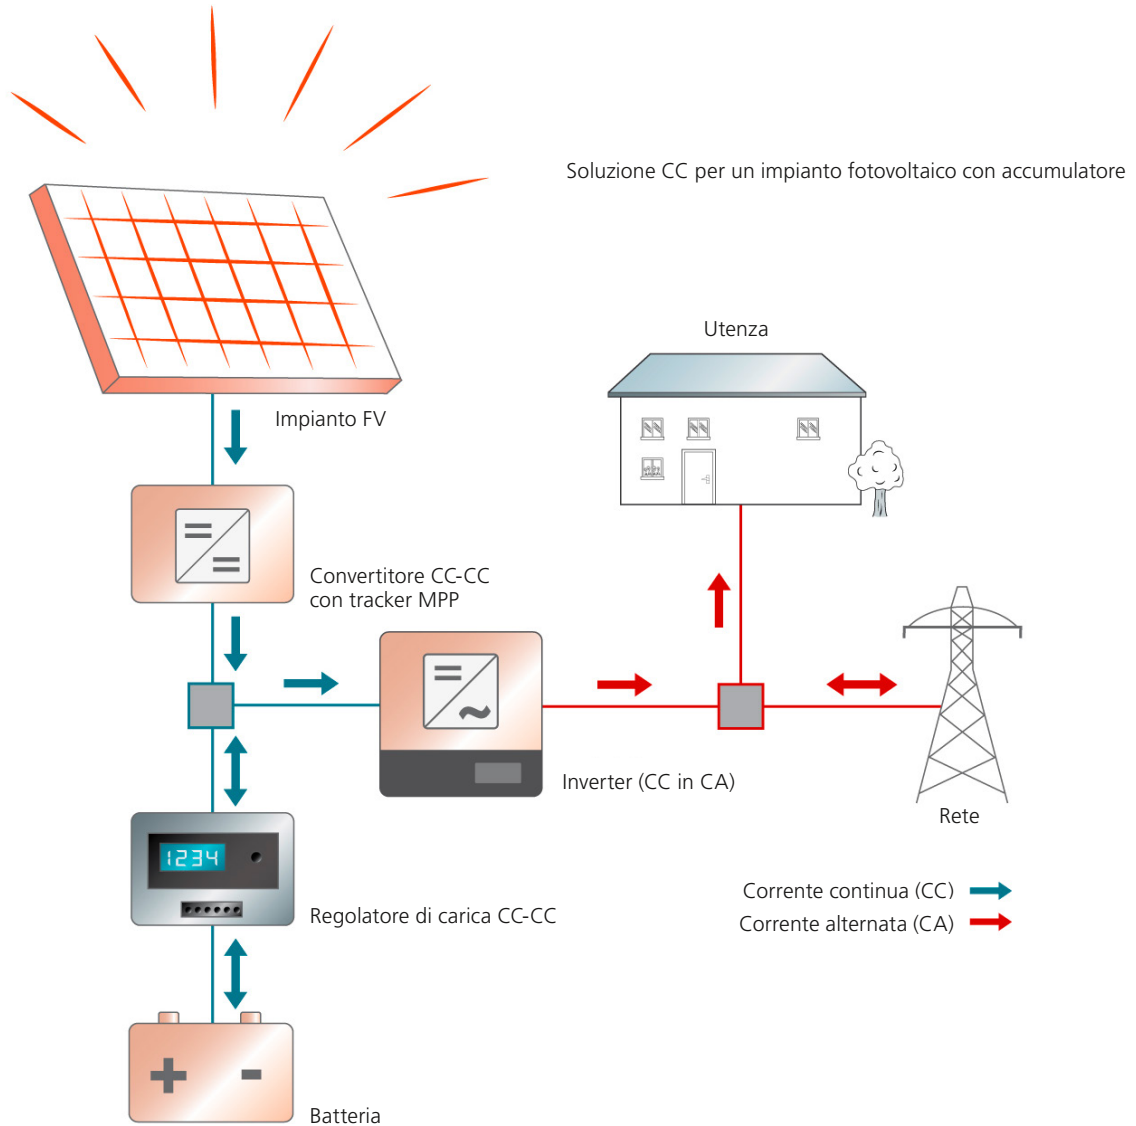 Soluzione CC per un impianto fotovoltaico con accumulatore
Utenza
Impianto FV
Convertitore CC-CC
con tracker MPP
Inverter (CC in CA)
Rete
1234
Regolatore di carica CC-CC
Corrente continua (CC)
Corrente alternata (CA)
+ -
Batteria